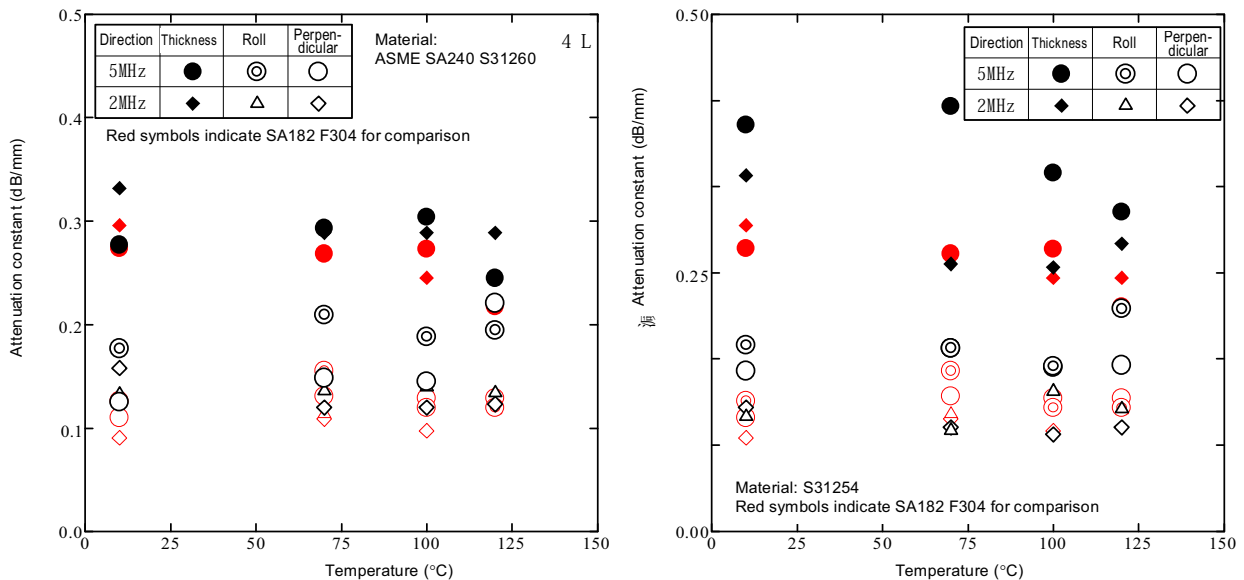 0.5
0.4
0.3
0.2
0.1
0.0
Attenuation constant (dB/mm)
Direction Thickness Roll Perpen-
dicular
5MHz
2MHz
Material: 4 L
ASME SA240 S31260
Red symbols indicate SA182 F304 for comparison
0 25 50 75 100 125 150
Temperature (°C)
0.50
0.25
0.00
Attenuation constant (dB/mm)
Direction Thickness Roll Perpen-
dicular
5MHz
2MHz
Material: S31254
Red symbols indicate SA182 F304 for comparison
0 25 50 75 100 125 150
Temperature (°C)